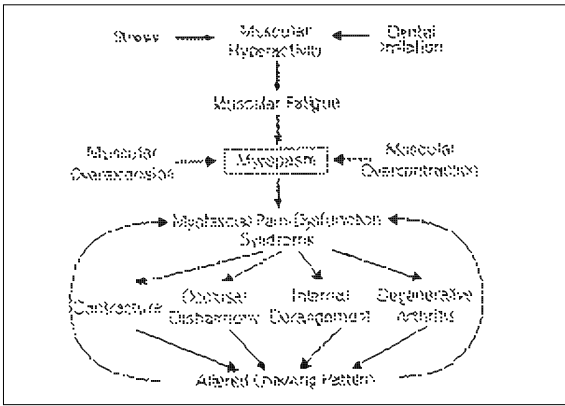 Stress
Muscular
Hyperactivity
Dental
Irritation
Muscular Fatigue
Muscular
Overexpansion
Myospasm
Muscular
Overcontraction
Myofascial Pain-Dysfunction
Syndrome
Contracture
Occlusal
Disharmony
Internal
Derangement
Degenerative
Arthritis
Altered Chewing Pattern